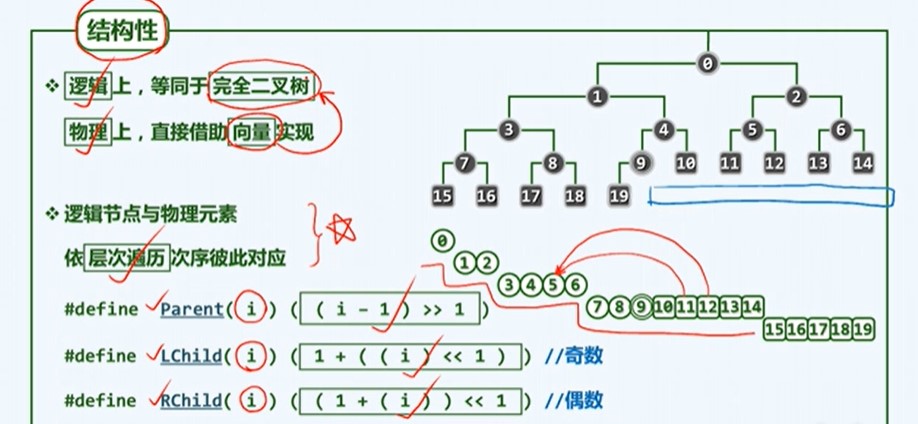 结构性
❖ 逻辑上，等同于完全二叉树
物理上，直接借助向量实现
❖ 逻辑节点与物理元素
依层次遍历次序彼此对应
#define Parent( i ) ( ( i - 1 ) >> 1 )
#define LChild( i ) ( 1 + ( ( i ) << 1 ) ) //奇数
#define RChild( i ) ( ( 1 + ( i ) ) << 1 ) //偶数
0
1 2
3 4 5 6
7 8 9 10 11 12 13 14
15 16 17 18 19
0
1 2
3 4 5 6
7 8 9 10 11 12 13 14
15 16 17 18 19